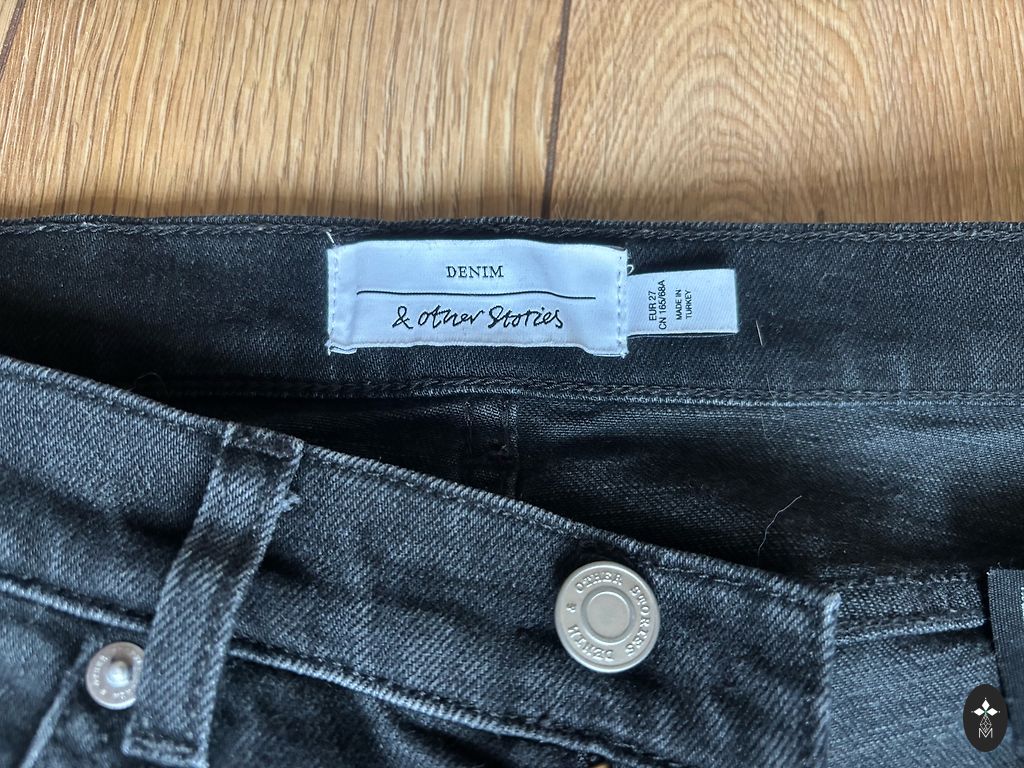 DENIM
& other Stories
EUR 27
CN 165/68A
MADE IN
TURKEY
& OTHER STORIES
DENIM
M